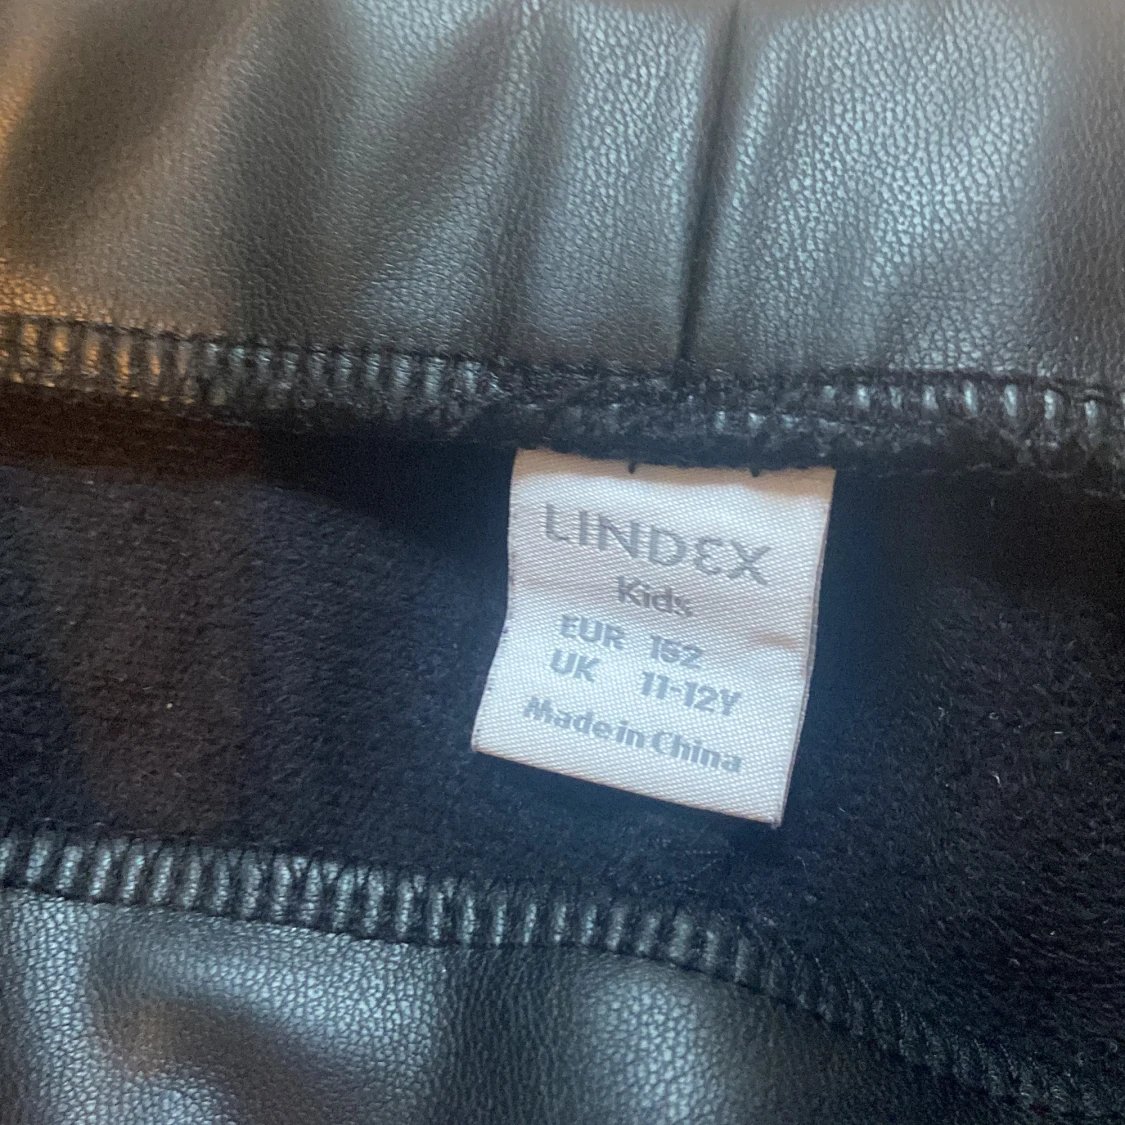 LINDEX
Kids
EUR 152
UK 11-12Y
Made in China